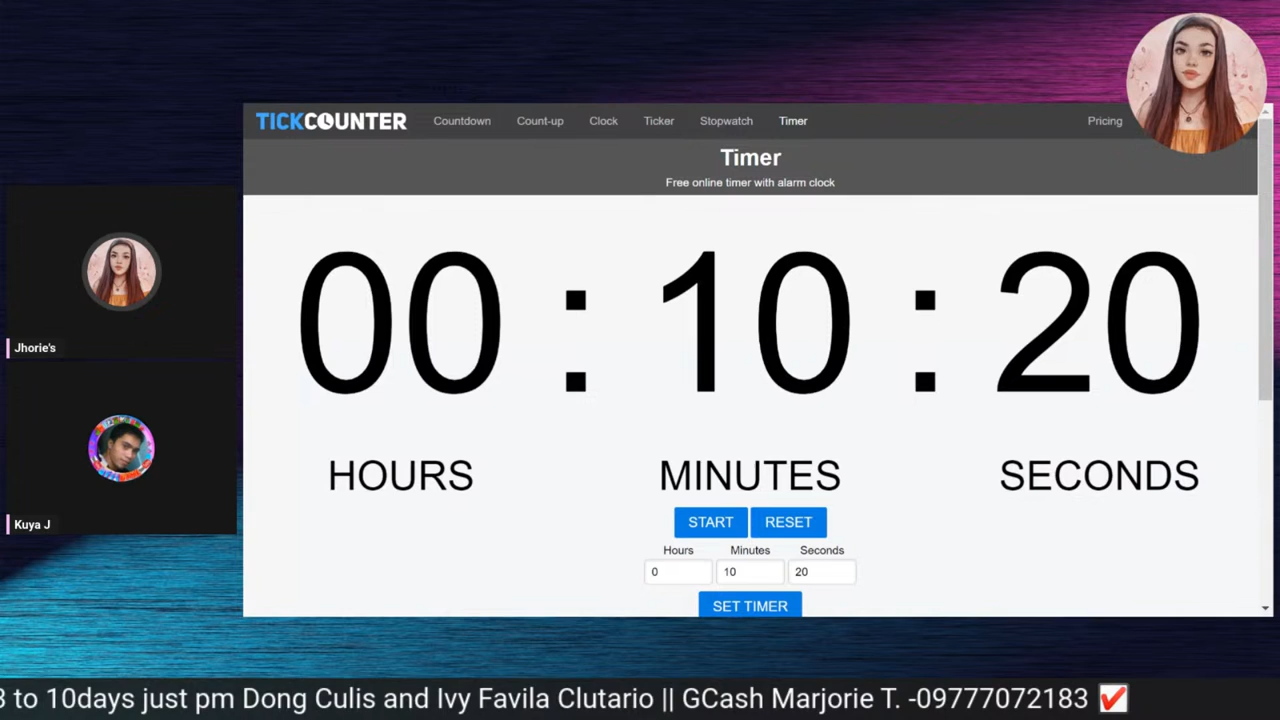 TICKCOUNTER Countdown Count-up Clock Ticker Stopwatch Timer Pricing
Timer
Free online timer with alarm clock
00 : 10 : 20
HOURS MINUTES SECONDS
START RESET
Hours Minutes Seconds
0 10 20
SET TIMER
Jhorie's
Kuya J
to 10days just pm Dong Culis and Ivy Favila Clutario || GCash Marjorie T. -09777072183